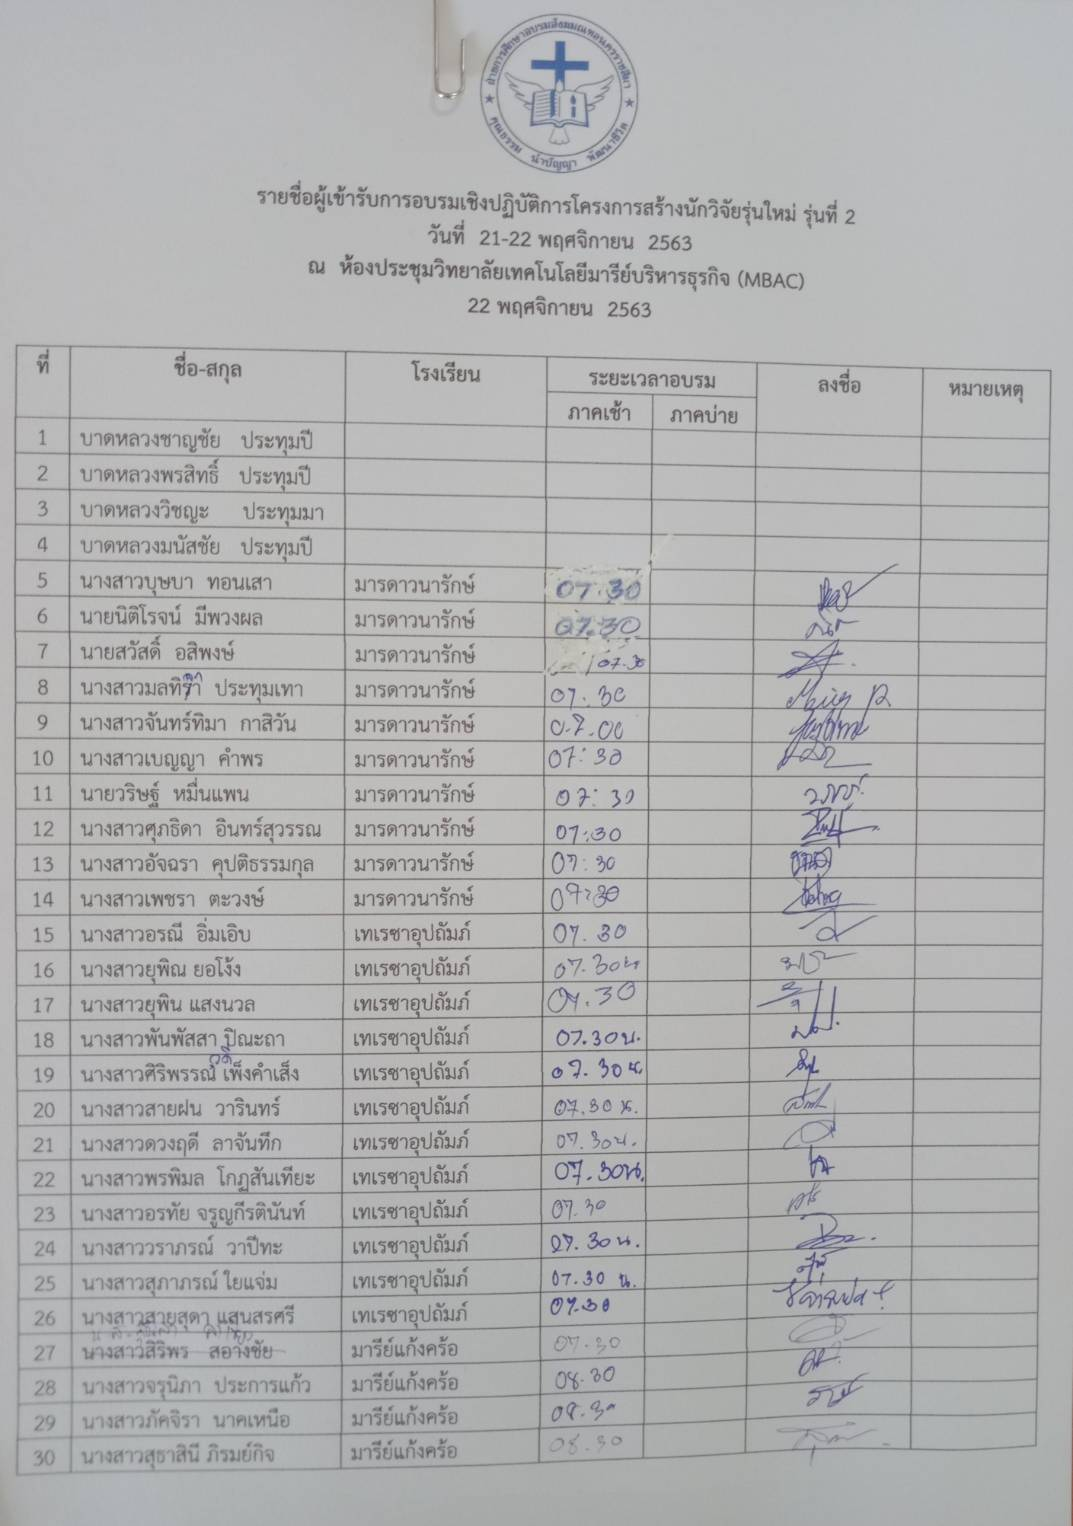 ฝ่ายการศึกษาอบรมสังฆมณฑลนครราชสีมา
คุณธรรม นำปัญญา พัฒนาชีวิต
รายชื่อผู้เข้ารับการอบรมเชิงปฏิบัติการโครงการสร้างนักวิจัยรุ่นใหม่ รุ่นที่ 2
วันที่ 21-22 พฤศจิกายน 2563
ณ ห้องประชุมวิทยาลัยเทคโนโลยีมารีย์บริหารธุรกิจ (MBAC)
22 พฤศจิกายน 2563
ที่ ชื่อ-สกุล โรงเรียน ระยะเวลาอบรม ลงชื่อ หมายเหตุ
ภาคเช้า ภาคบ่าย
1 บาดหลวงชาญชัย ประทุมปี
2 บาดหลวงพรสิทธิ์ ประทุมปี
3 บาดหลวงวิชญะ ประทุมมา
4 บาดหลวงมนัสชัย ประทุมปี
5 นางสาวบุษบา ทอนเสา มารดาวนารักษ์ 07.30
6 นายนิติโรจน์ มีพวงผล มารดาวนารักษ์ 07.30
7 นายสวัสดิ์ อสิพงษ์ มารดาวนารักษ์ 07.30
8 นางสาวมลทิรา ประทุมเทา มารดาวนารักษ์ 07.30
9 นางสาวจันทร์ทิมา กาสิวัน มารดาวนารักษ์ 07.00
10 นางสาวเบญญา คำพร มารดาวนารักษ์ 07:30
11 นายวริษฐ์ หมื่นแพน มารดาวนารักษ์ 07:30
12 นางสาวศุภธิดา อินทร์สุวรรณ มารดาวนารักษ์ 07:30
13 นางสาวอัจฉรา คุปติธรรมกุล มารดาวนารักษ์ 07:30
14 นางสาวเพชรา ตะวงษ์ มารดาวนารักษ์ 07:30
15 นางสาวอรณี อิ่มเอิบ เทเรซาอุปถัมภ์ 07.30
16 นางสาวยุพิณ ยอโง้ง เทเรซาอุปถัมภ์ 07.30น
17 นางสาวยุพิน แสงนวล เทเรซาอุปถัมภ์ 07.30
18 นางสาวพันพัสสา ปิณะถา เทเรซาอุปถัมภ์ 07.30น.
19 นางสาวศิริพรรณ เพ็งคำเส็ง เทเรซาอุปถัมภ์ 07.30น.
20 นางสาวสายฝน วารินทร์ เทเรซาอุปถัมภ์ 07.30 น.
21 นางสาวดวงฤดี ลาจันทึก เทเรซาอุปถัมภ์ 07.30น.
22 นางสาวพรพิมล โกฏสันเทียะ เทเรซาอุปถัมภ์ 07.30น.
23 นางสาวอรทัย จรูญกีรตินันท์ เทเรซาอุปถัมภ์ 07.30
24 นางสาววราภรณ์ วาปีทะ เทเรซาอุปถัมภ์ 07.30 น.
25 นางสาวสุภาภรณ์ ใยแจ่ม เทเรซาอุปถัมภ์ 07.30 น.
26 นางสาวสายสุดา แสนสรศรี เทเรซาอุปถัมภ์ 07.30
27 นางสาวสิริพร สอางชัย มารีย์แก้งคร้อ 07.30
28 นางสาวจรุนิภา ประการแก้ว มารีย์แก้งคร้อ 08.30
29 นางสาวภัคจิรา นาคเหนือ มารีย์แก้งคร้อ 08.30
30 นางสาวสุธาสินี ภิรมย์กิจ มารีย์แก้งคร้อ 08.30